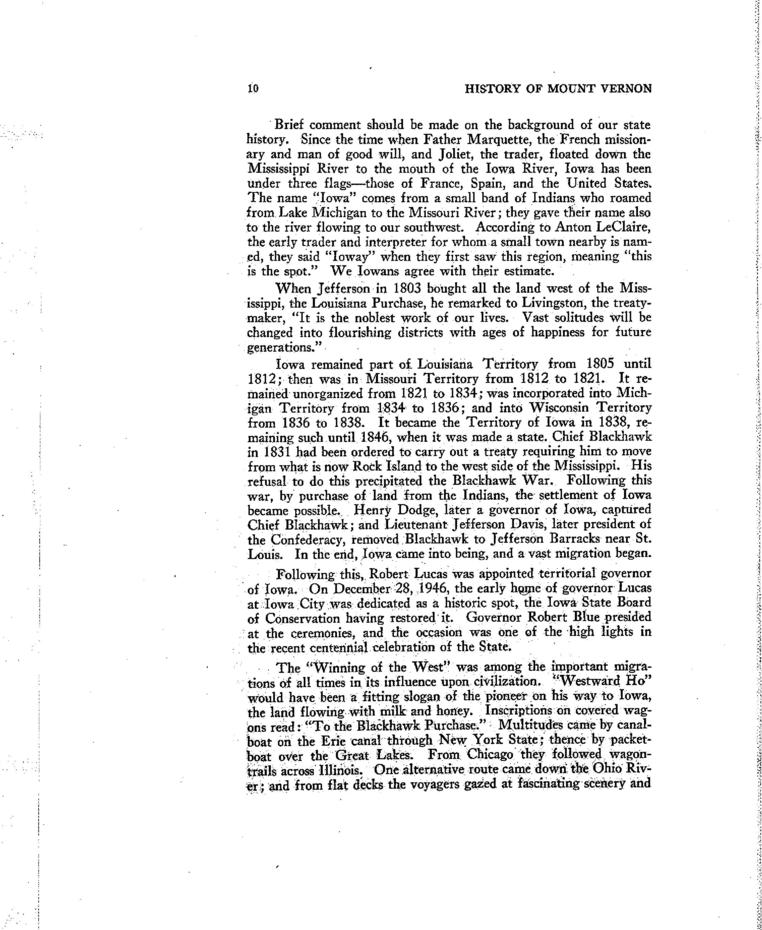 10 HISTORY OF MOUNT VERNON
Brief comment should be made on the background of our state
history. Since the time when Father Marquette, the French mission-
ary and man of good will, and Joliet, the trader, floated down the
Mississippi River to the mouth of the Iowa River, Iowa has been
under three flags—those of France, Spain, and the United States.
The name "Iowa" comes from a small band of Indians who roamed
from Lake Michigan to the Missouri River; they gave their name also
to the river flowing to our southwest. According to Anton LeClaire,
the early trader and interpreter for whom a small town nearby is nam-
ed, they said "Ioway" when they first saw this region, meaning "this
is the spot." We Iowans agree with their estimate.
When Jefferson in 1803 bought all the land west of the Miss-
issippi, the Louisiana Purchase, he remarked to Livingston, the treaty-
maker, "It is the noblest work of our lives. Vast solitudes will be
changed into flourishing districts with ages of happiness for future
generations."
Iowa remained part of Louisiana Territory from 1805 until
1812; then was in Missouri Territory from 1812 to 1821. It re-
mained unorganized from 1821 to 1834; was incorporated into Mich-
igan Territory from 1834 to 1836; and into Wisconsin Territory
from 1836 to 1838. It became the Territory of Iowa in 1838, re-
maining such until 1846, when it was made a state. Chief Blackhawk
in 1831 had been ordered to carry out a treaty requiring him to move
from what is now Rock Island to the west side of the Mississippi. His
refusal to do this precipitated the Blackhawk War. Following this
war, by purchase of land from the Indians, the settlement of Iowa
became possible. Henry Dodge, later a governor of Iowa, captured
Chief Blackhawk; and Lieutenant Jefferson Davis, later president of
the Confederacy, removed Blackhawk to Jefferson Barracks near St.
Louis. In the end, Iowa came into being, and a vast migration began.
Following this, Robert Lucas was appointed territorial governor
of Iowa. On December 28, 1946, the early home of governor Lucas
at Iowa City was dedicated as a historic spot, the Iowa State Board
of Conservation having restored it. Governor Robert Blue presided
at the ceremonies, and the occasion was one of the high lights in
the recent centennial celebration of the State.
The "Winning of the West" was among the important migra-
tions of all times in its influence upon civilization. "Westward Ho"
would have been a fitting slogan of the pioneer on his way to Iowa,
the land flowing with milk and honey. Inscriptions on covered wag-
ons read: "To the Blackhawk Purchase." Multitudes came by canal-
boat on the Erie canal through New York State; thence by packet-
boat over the Great Lakes. From Chicago they followed wagon-
trails across Illinois. One alternative route came down the Ohio Riv-
er; and from flat decks the voyagers gazed at fascinating scenery and